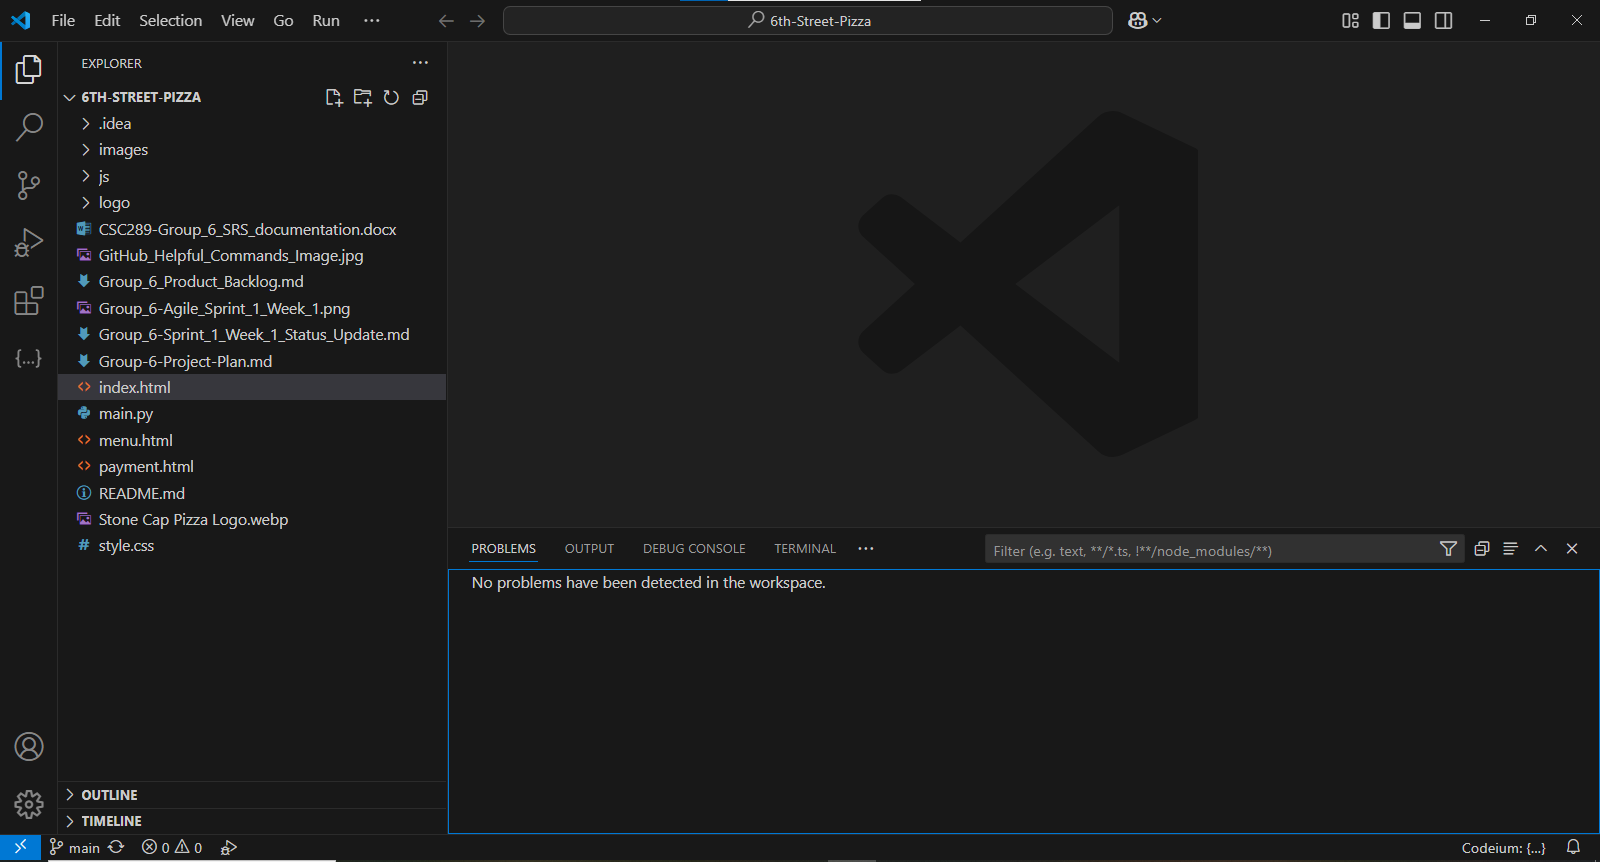 File Edit Selection View Go Run ···
6th-Street-Pizza
EXPLORER
6TH-STREET-PIZZA
.idea
images
js
logo
CSC289-Group_6_SRS_documentation.docx
GitHub_Helpful_Commands_Image.jpg
Group_6_Product_Backlog.md
Group_6-Agile_Sprint_1_Week_1.png
Group_6-Sprint_1_Week_1_Status_Update.md
Group-6-Project-Plan.md
index.html
main.py
menu.html
payment.html
README.md
Stone Cap Pizza Logo.webp
style.css
OUTLINE
TIMELINE
PROBLEMS OUTPUT DEBUG CONSOLE TERMINAL ···
Filter (e.g. text, **/*.ts, !**/node_modules/**)
No problems have been detected in the workspace.
main 0 0
Codeium: {...}